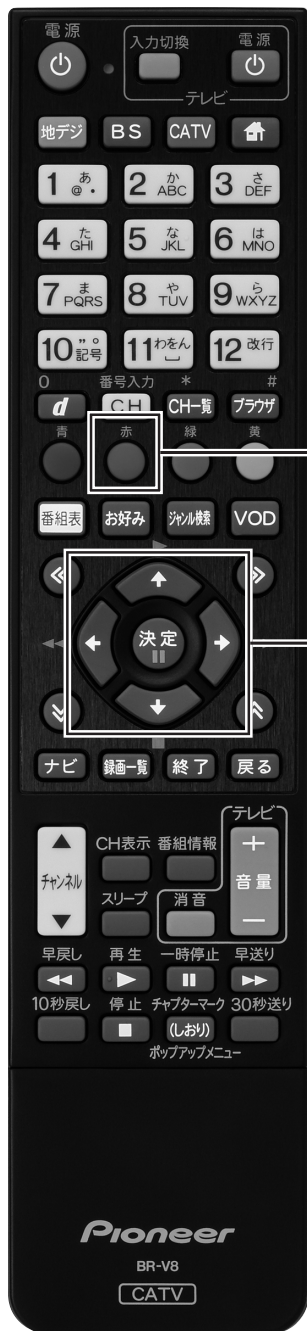 電源
入力切換 電源
テレビ
地デジ BS CATV
1 あ @.
2 か ABC
3 さ DEF
4 た GHI
5 な JKL
6 は MNO
7 ま PQRS
8 や TUV
9 ら WXYZ
10 ゛゜ 記号
11 わをん
12 改行
0 番号入力 * #
d CH CH一覧 ブラウザ
青 赤 緑 黄
番組表 お好み ジャンル検索 VOD
決定
ナビ 録画一覧 終了 戻る
テレビ
チャンネル CH表示 番組情報 + 音量 −
スリープ 消音
早戻し 再生 一時停止 早送り
10秒戻し 停止 チャプターマーク 30秒送り
(しおり)
ポップアップメニュー
Pioneer
BR-V8
CATV